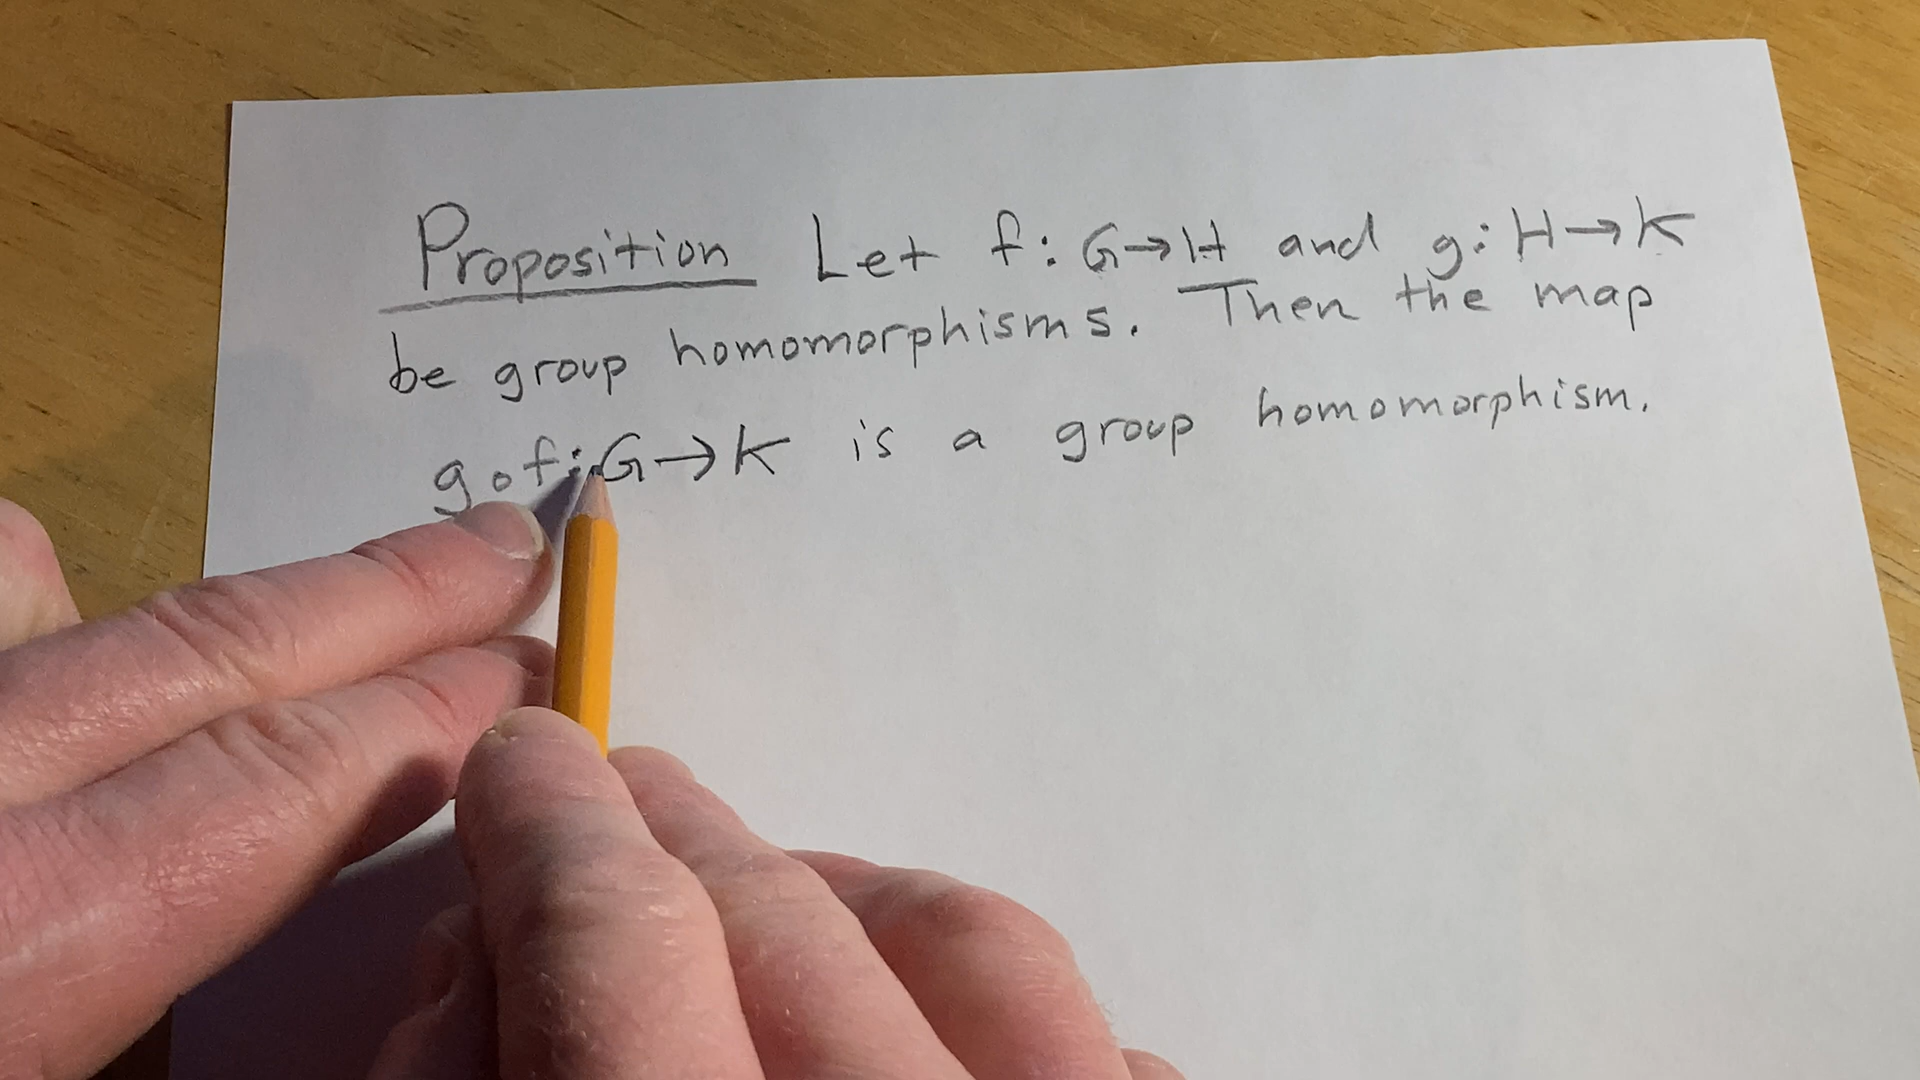 Proposition Let f: G→H and g: H→K
be group homomorphisms. Then the map
g∘f: G→K is a group homomorphism.